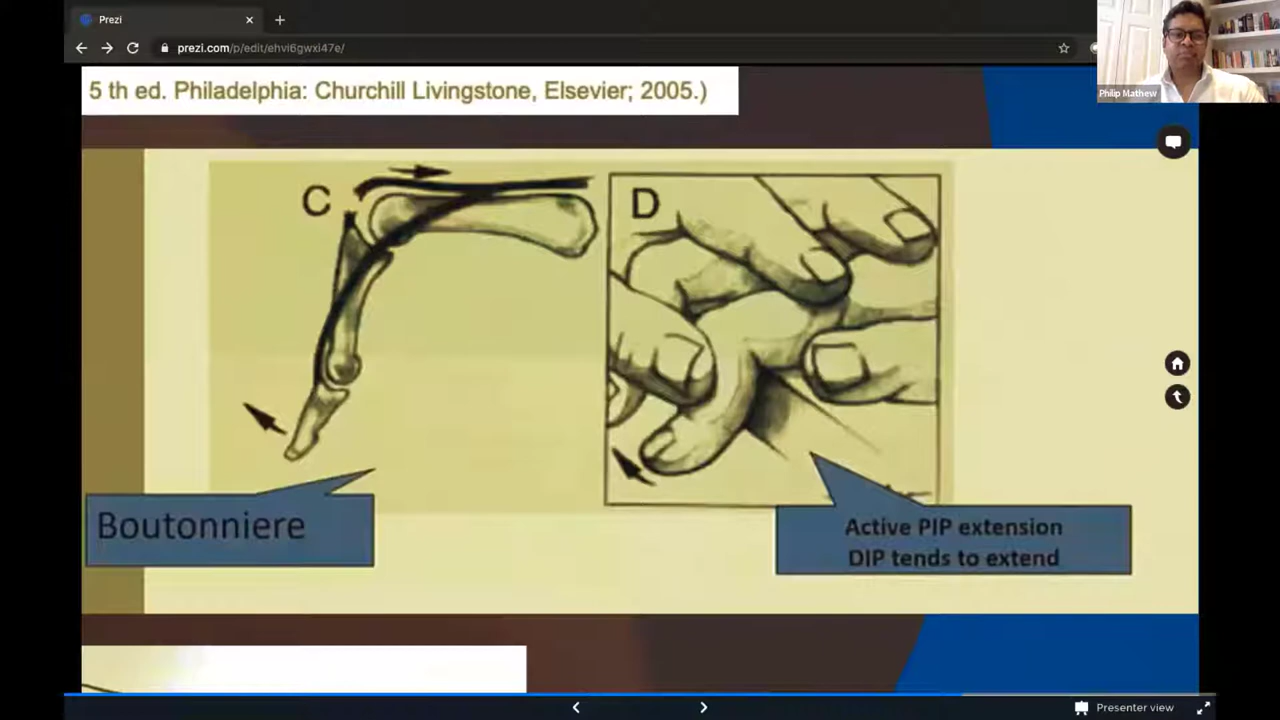 Prezi
prezi.com/p/edit/ehvi6gwxi47e/
Philip Mathew
5 th ed. Philadelphia: Churchill Livingstone, Elsevier; 2005.)
C
D
Boutonniere
Active PIP extension
DIP tends to extend
Presenter view